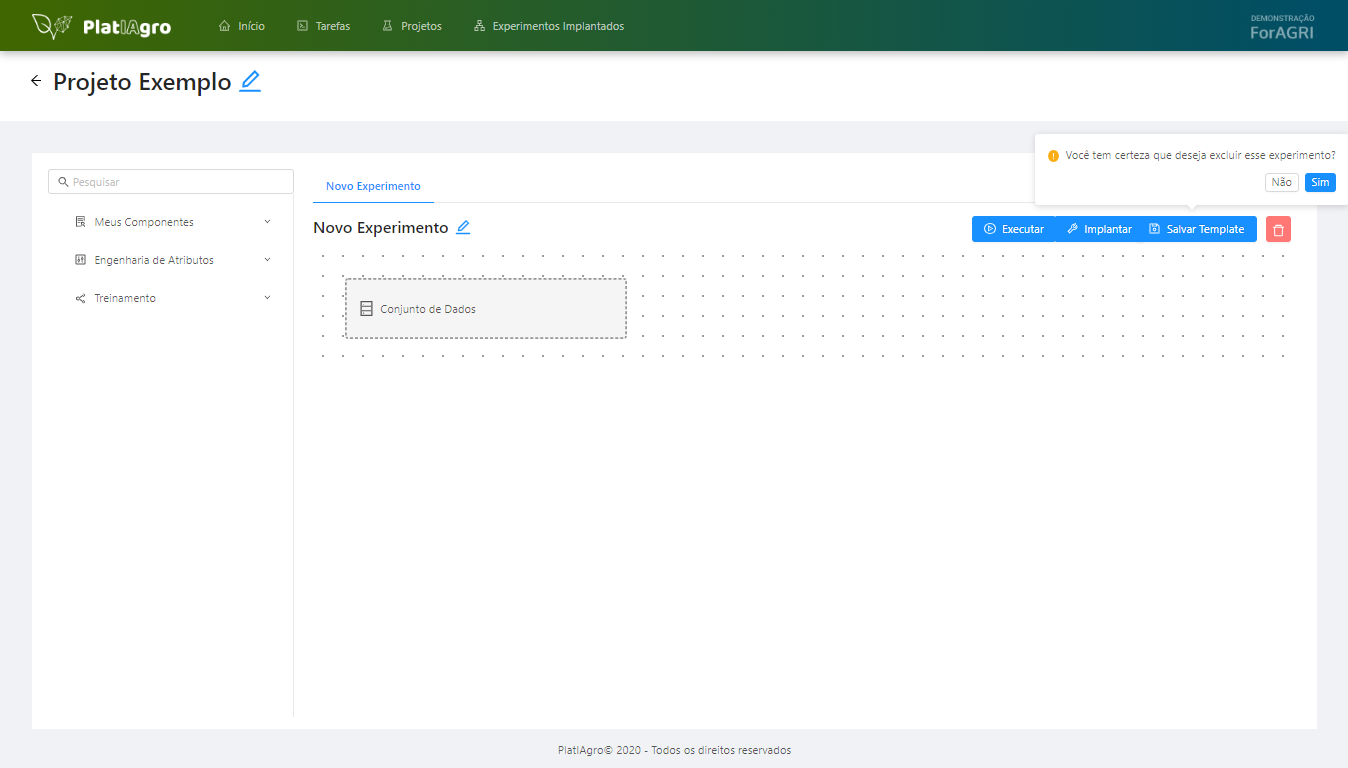 PlatIAgro
Início
Tarefas
Projetos
Experimentos Implantados
DEMONSTRAÇÃO
ForAGRI
Projeto Exemplo
Você tem certeza que deseja excluir esse experimento?
Não
Sim
Pesquisar
Meus Componentes
Engenharia de Atributos
Treinamento
Novo Experimento
Novo Experimento
Executar
Implantar
Salvar Template
Conjunto de Dados
PlatIAgro© 2020 - Todos os direitos reservados